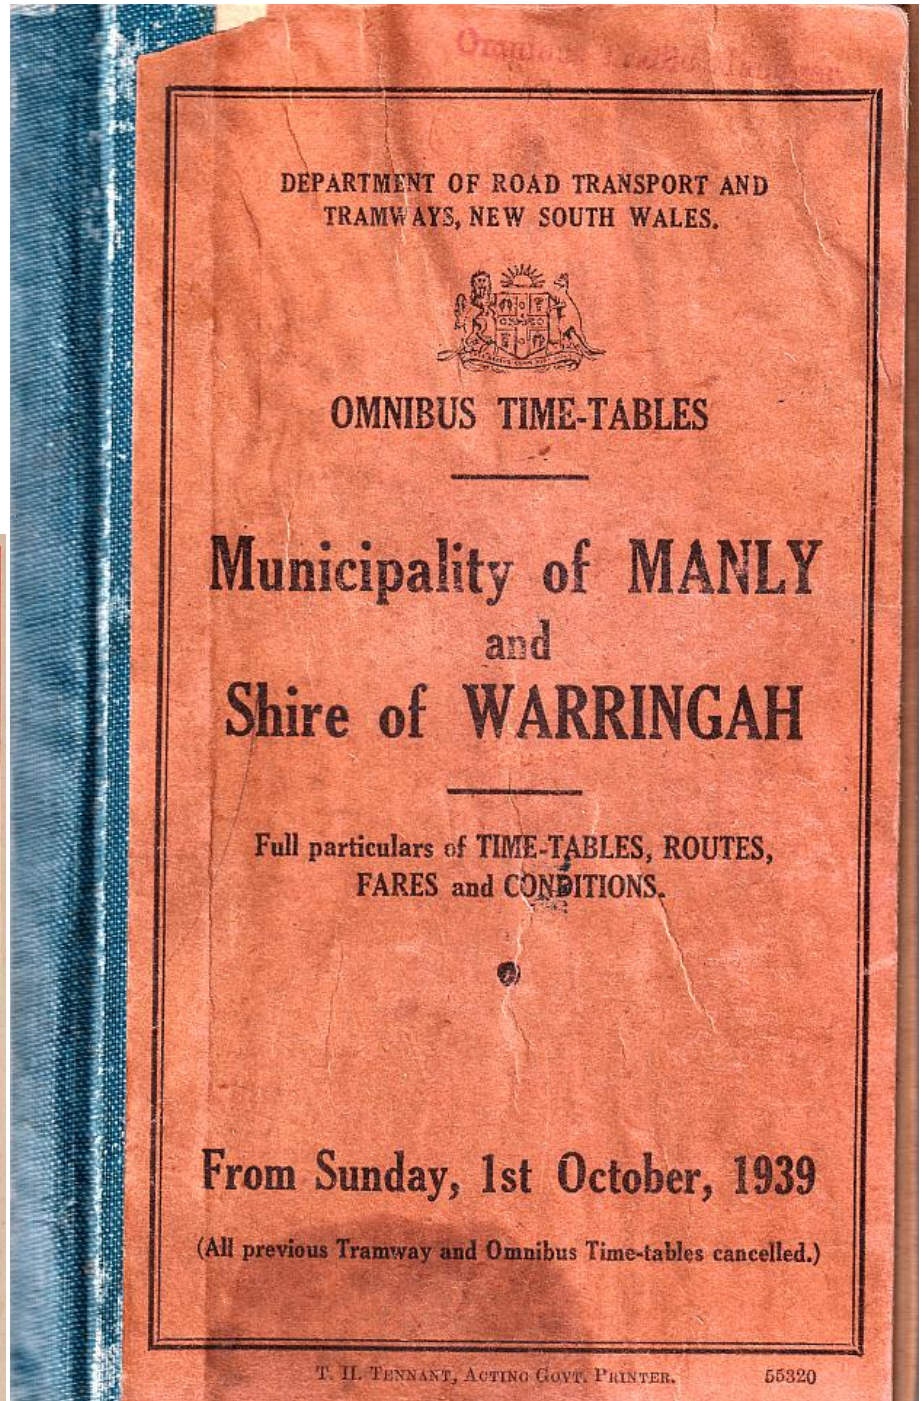 DEPARTMENT OF ROAD TRANSPORT AND
TRAMWAYS, NEW SOUTH WALES.
OMNIBUS TIME-TABLES
Municipality of MANLY
and
Shire of WARRINGAH
Full particulars of TIME-TABLES, ROUTES,
FARES and CONDITIONS.
From Sunday, 1st October, 1939
(All previous Tramway and Omnibus Time-tables cancelled.)
T. H. TENNANT, ACTING GOVT. PRINTER. 55320